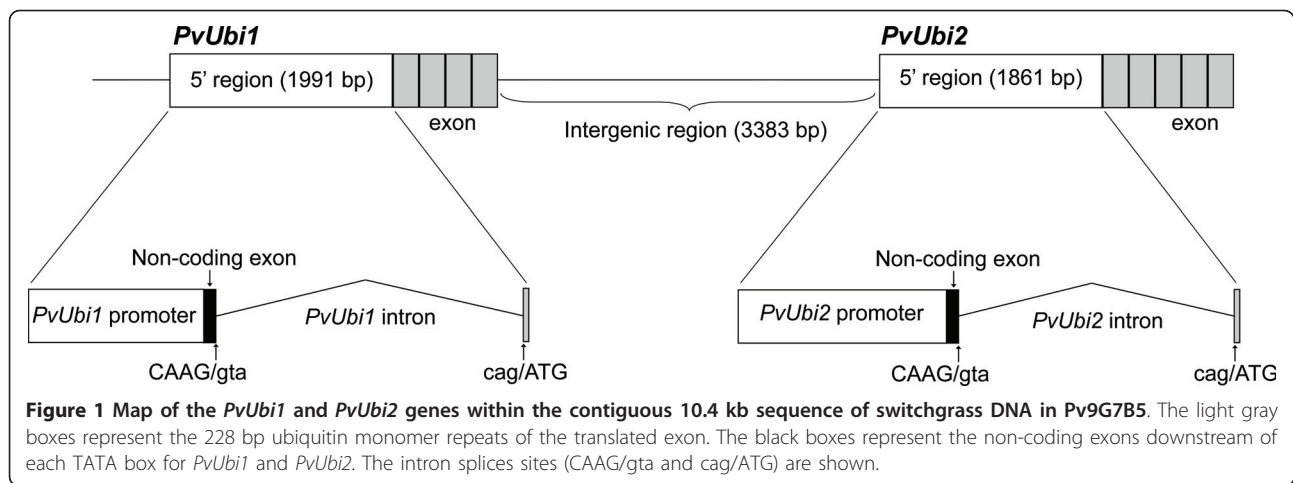 PvUbi1
PvUbi2
5' region (1991 bp)
5' region (1861 bp)
exon
Intergenic region (3383 bp)
exon
Non-coding exon
Non-coding exon
PvUbi1 promoter
PvUbi1 intron
PvUbi2 promoter
PvUbi2 intron
CAAG/gta
cag/ATG
CAAG/gta
cag/ATG
Figure 1 Map of the PvUbi1 and PvUbi2 genes within the contiguous 10.4 kb sequence of switchgrass DNA in Pv9G7B5. The light gray
boxes represent the 228 bp ubiquitin monomer repeats of the translated exon. The black boxes represent the non-coding exons downstream of
each TATA box for PvUbi1 and PvUbi2. The intron splices sites (CAAG/gta and cag/ATG) are shown.